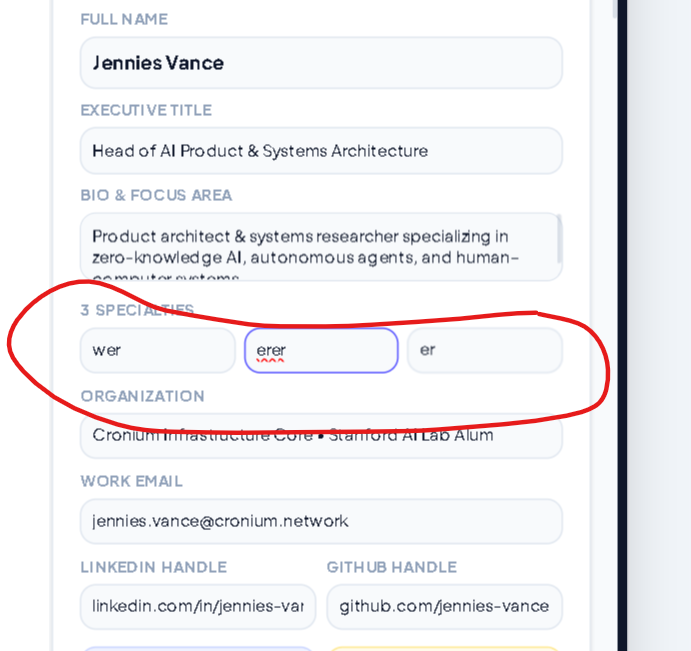 FULL NAME
Jennies Vance
EXECUTIVE TITLE
Head of AI Product & Systems Architecture
BIO & FOCUS AREA
Product architect & systems researcher specializing in
zero-knowledge AI, autonomous agents, and human-
computer systems.
3 SPECIALTIES
wer erer er
ORGANIZATION
Cronium Infrastructure Core • Stanford AI Lab Alum
WORK EMAIL
jennies.vance@cronium.network
LINKEDIN HANDLE GITHUB HANDLE
linkedin.com/in/jennies-var github.com/jennies-vance